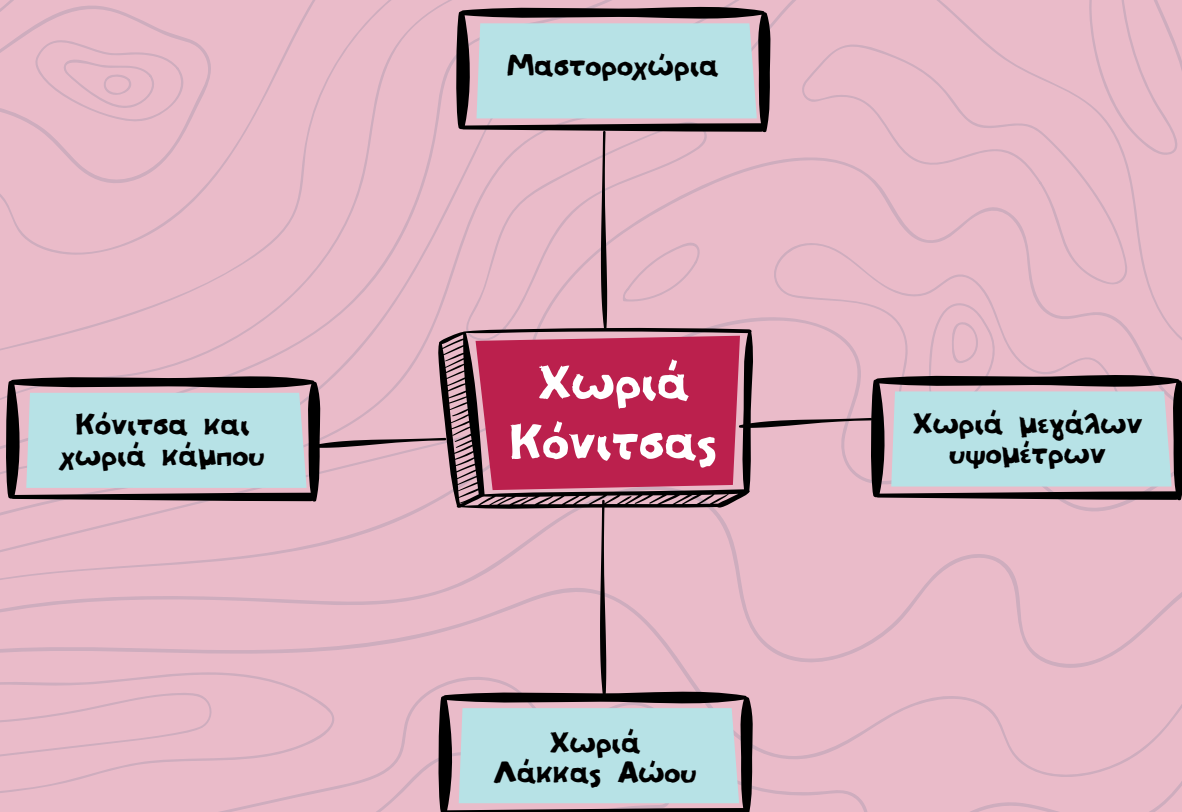 Μαστοροχώρια
Χωριά
Κόνιτσας
Κόνιτσα και
χωριά κάμπου
Χωριά μεγάλων
υψομέτρων
Χωριά
Λάκκας Αώου